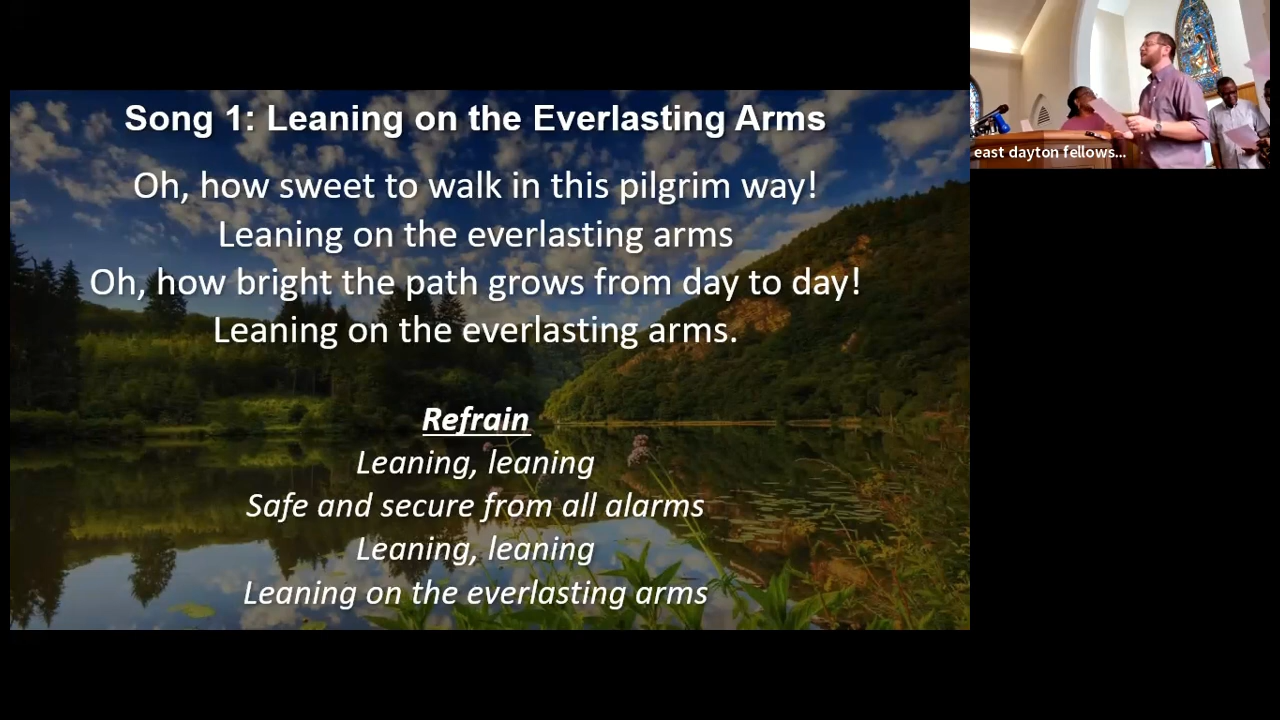 Song 1: Leaning on the Everlasting Arms
Oh, how sweet to walk in this pilgrim way!
Leaning on the everlasting arms
Oh, how bright the path grows from day to day!
Leaning on the everlasting arms.
Refrain
Leaning, leaning
Safe and secure from all alarms
Leaning, leaning
Leaning on the everlasting arms
east dayton fellows...